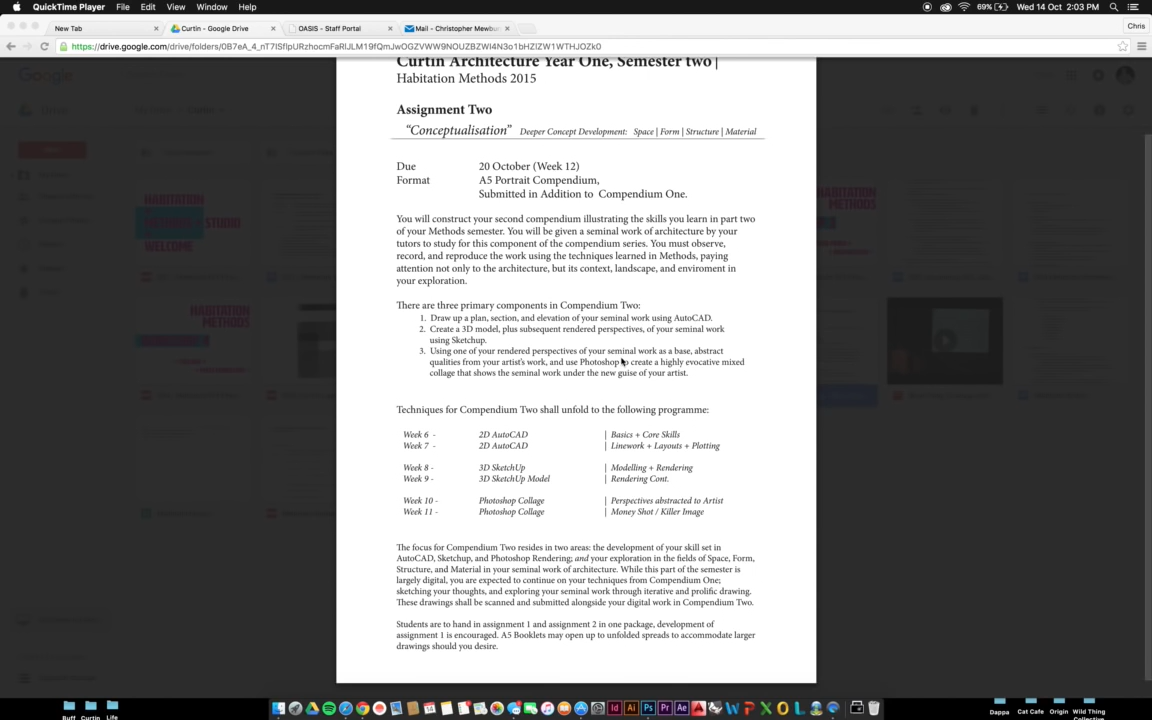 QuickTime Player File Edit View Window Help
69% Wed 14 Oct 2:03 PM
New Tab
Curtin - Google Drive
OASIS - Staff Portal
Chris
Curtin Architecture Year One, Semester two |
Habitation Methods 2015
Assignment Two
“Conceptualisation” Deeper Concept Development: Space | Form | Structure | Material
Due 20 October (Week 12)
Format A5 Portrait Compendium,
Submitted in Addition to Compendium One.
You will construct your second compendium illustrating the skills you learn in part two
of your Methods semester. You will be given a seminal work of architecture by your
tutors to study for this component of the compendium series. You must observe,
record, and reproduce the work using the techniques learned in Methods, paying
attention not only to the architecture, but its context, landscape, and enviroment in
your exploration.
There are three primary components in Compendium Two:
1. Draw up a plan, section, and elevation of your seminal work using AutoCAD.
2. Create a 3D model, plus subsequent rendered perspectives, of your seminal work
using Sketchup.
3. Using one of your rendered perspectives of your seminal work as a base, abstract
qualities from your artist's work, and use Photoshop to create a highly evocative mixed
collage that shows the seminal work under the new guise of your artist.
Techniques for Compendium Two shall unfold to the following programme:
Week 6 - 2D AutoCAD | Basics + Core Skills
Week 7 - 2D AutoCAD | Linework + Layouts + Plotting
Week 8 - 3D SketchUp | Modelling + Rendering
Week 9 - 3D SketchUp Model | Rendering Cont.
Week 10 - Photoshop Collage | Perspectives abstracted to Artist
Week 11 - Photoshop Collage | Money Shot / Killer Image
The focus for Compendium Two resides in two areas: the development of your skill set in
AutoCAD, Sketchup, and Photoshop Rendering; and your exploration in the fields of Space, Form,
Structure, and Material in your seminal work of architecture. While this part of the semester is
largely digital, you are expected to continue on your techniques from Compendium One;
sketching your thoughts, and exploring your seminal work through iterative and prolific drawing.
These drawings shall be scanned and submitted alongside your digital work in Compendium Two.
Students are to hand in assignment 1 and assignment 2 in one package, development of
assignment 1 is encouraged. A5 Booklets may open up to unfolded spreads to accommodate larger
drawings should you desire.
HABITATION
STUDIO
WELCOME
HABITATION
METHODS
Buff Curtin Life
Dappa Cat Cafe Origin Wild Thing